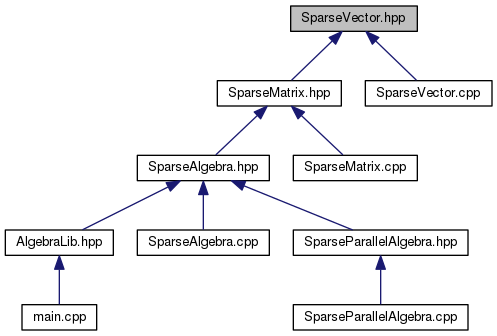 SparseVector.hpp
SparseMatrix.hpp
SparseVector.cpp
SparseAlgebra.hpp
SparseMatrix.cpp
AlgebraLib.hpp
SparseAlgebra.cpp
SparseParallelAlgebra.hpp
main.cpp
SparseParallelAlgebra.cpp